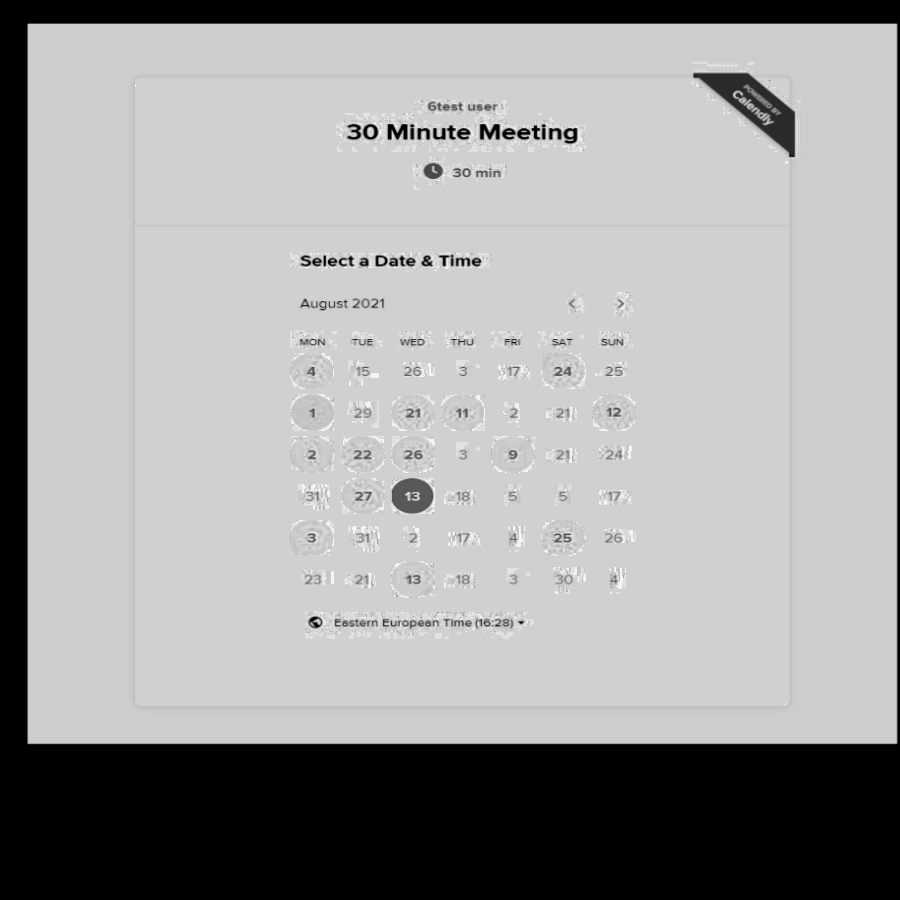 6test user
POWERED BY
Calendly
30 Minute Meeting
30 min
Select a Date & Time
August 2021
MON TUE WED THU FRI SAT SUN
4 15 26 3 17 24 25
1 29 21 11 2 21 12
2 22 26 3 9 21 24
31 27 13 18 5 5 17
3 31 2 17 4 25 26
23 21 13 18 3 30 4
Eastern European Time (16:28)